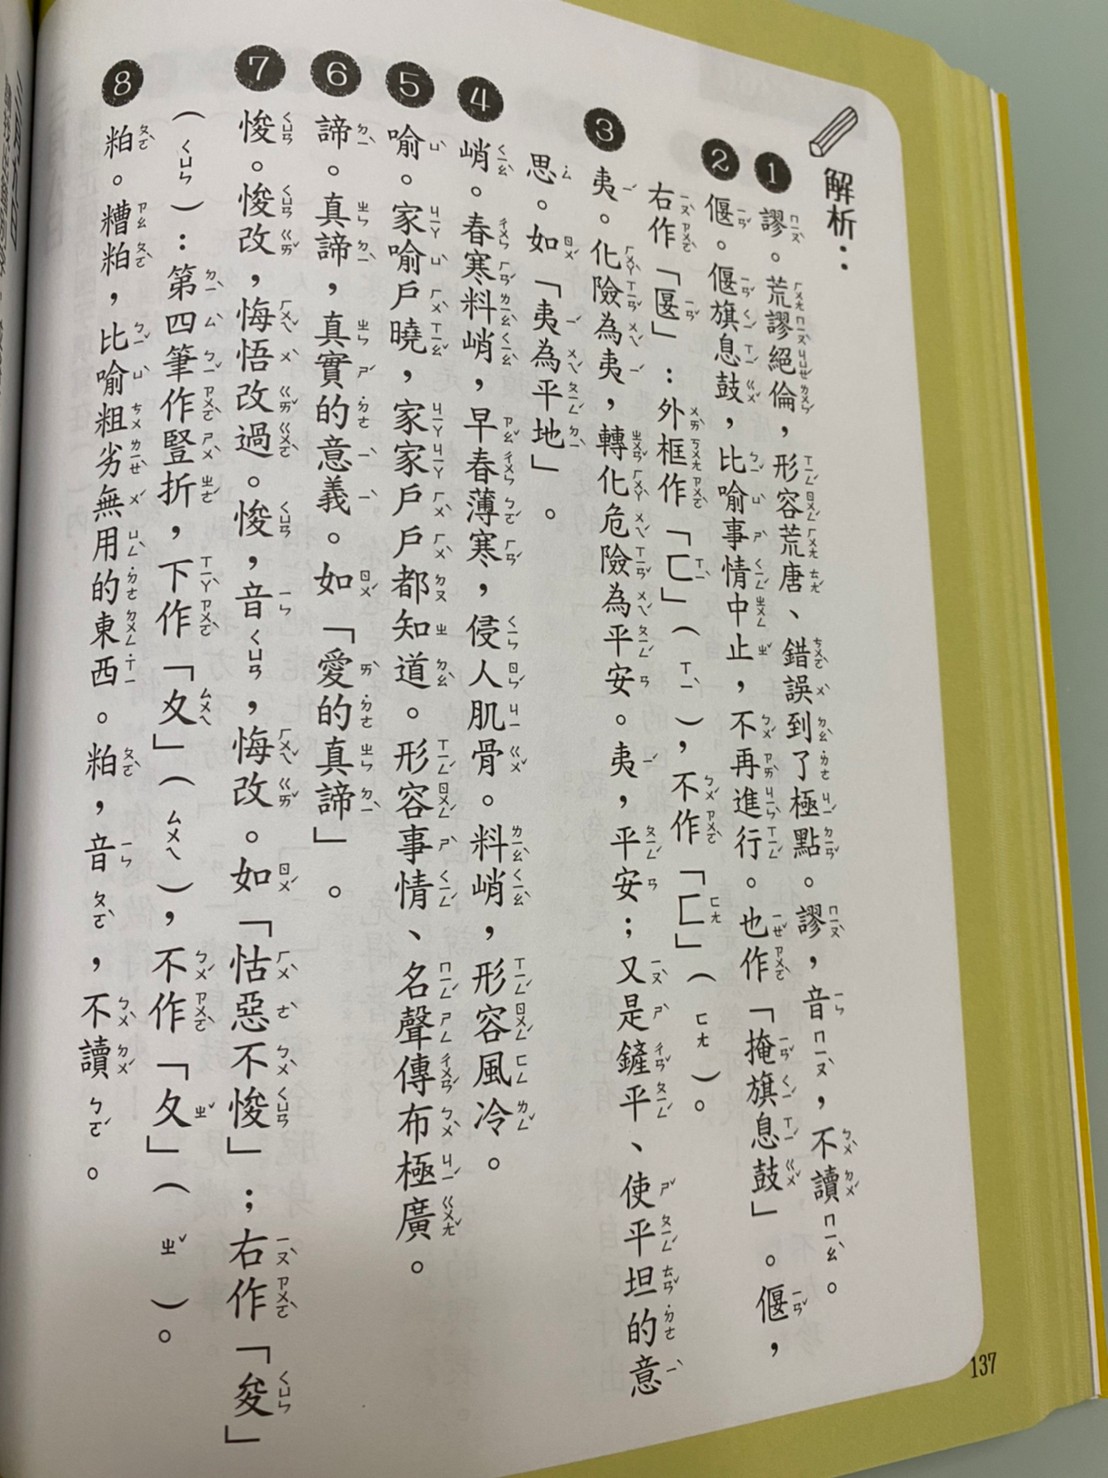 解析：
❶謬。荒謬絕倫，形容荒唐、錯誤到了極點。謬，音ㄇㄧㄡˋ，不讀ㄇㄧㄠˋ。
❷偃。偃旗息鼓，比喻事情中止，不再進行。也作「掩旗息鼓」。偃，
右作「匽」：外框作「匸」（ㄒㄧˋ），不作「匚」（ㄈㄤ）。
❸夷。化險為夷，轉化危險為平安。夷，平安；又是鏟平、使平坦的意
思。如「夷為平地」。
❹峭。春寒料峭，早春薄寒，侵人肌骨。料峭，形容風冷。
❺喻。家喻戶曉，家家戶戶都知道。形容事情、名聲傳布極廣。
❻諦。真諦，真實的意義。如「愛的真諦」。
❼悛。悛改，悔悟改過。悛，音ㄑㄩㄢ，悔改。如「怙惡不悛」；右作「夋」
（ㄑㄩㄣ）：第四筆作豎折，下作「夊」（ㄙㄨㄟ），不作「夂」（ㄓˇ）。
❽粕。糟粕，比喻粗劣無用的東西。粕，音ㄆㄛˋ，不讀ㄅㄛˊ。
137